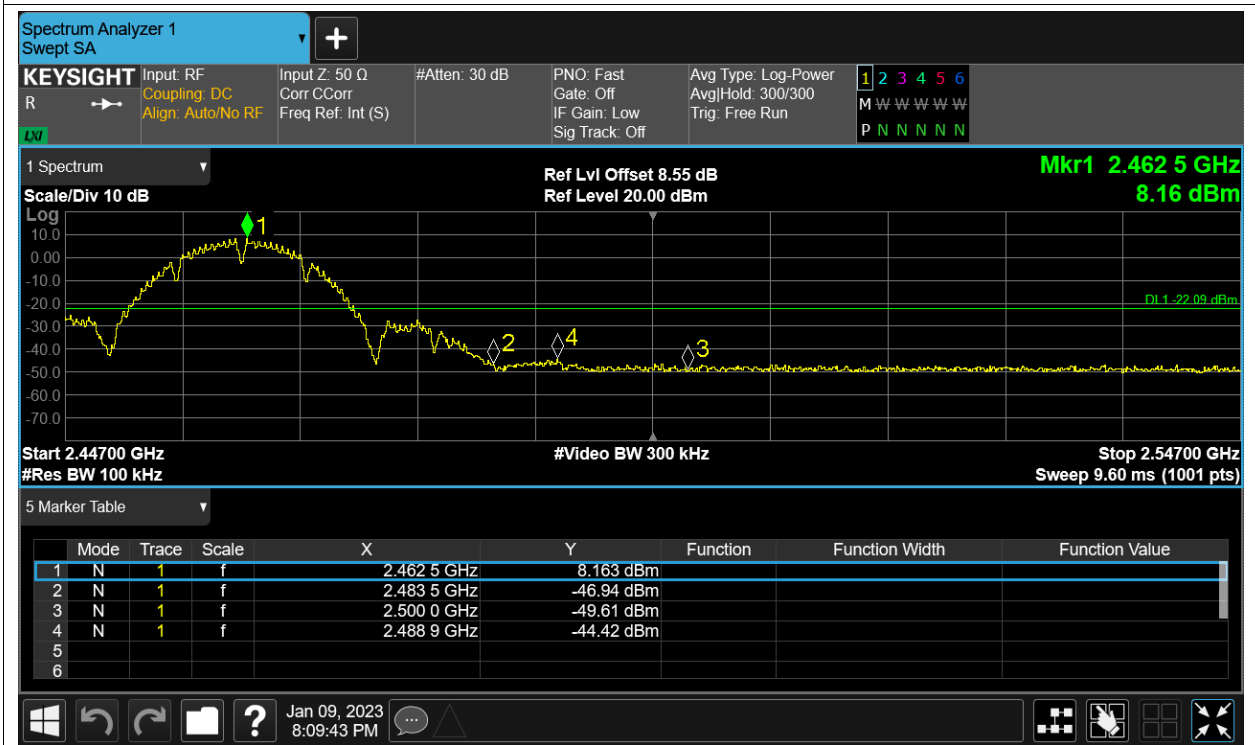 Spectrum Analyzer 1
Swept SA
KEYSIGHT Input: RF Input Z: 50 Ω #Atten: 30 dB PNO: Fast Avg Type: Log-Power 1 2 3 4 5 6
R Coupling: DC Corr CCorr Gate: Off Avg|Hold: 300/300 M W W W W W W
Align: Auto/No RF Freq Ref: Int (S) IF Gain: Low Trig: Free Run
LXI Sig Track: Off P N N N N N N
1 Spectrum Ref Lvl Offset 8.55 dB Mkr1 2.462 5 GHz
Scale/Div 10 dB Ref Level 20.00 dBm 8.16 dBm
Log
1
10.0
0.00
-10.0
-20.0 DL1 -22.09 dBm
-30.0
-40.0 2 4 3
-50.0
-60.0
-70.0
Start 2.44700 GHz #Video BW 300 kHz Stop 2.54700 GHz
#Res BW 100 kHz Sweep 9.60 ms (1001 pts)
5 Marker Table
Mode Trace Scale X Y Function Function Width Function Value
1 N 1 f 2.462 5 GHz 8.163 dBm
2 N 1 f 2.483 5 GHz -46.94 dBm
3 N 1 f 2.500 0 GHz -49.61 dBm
4 N 1 f 2.488 9 GHz -44.42 dBm
5
6
? Jan 09, 2023
8:09:43 PM